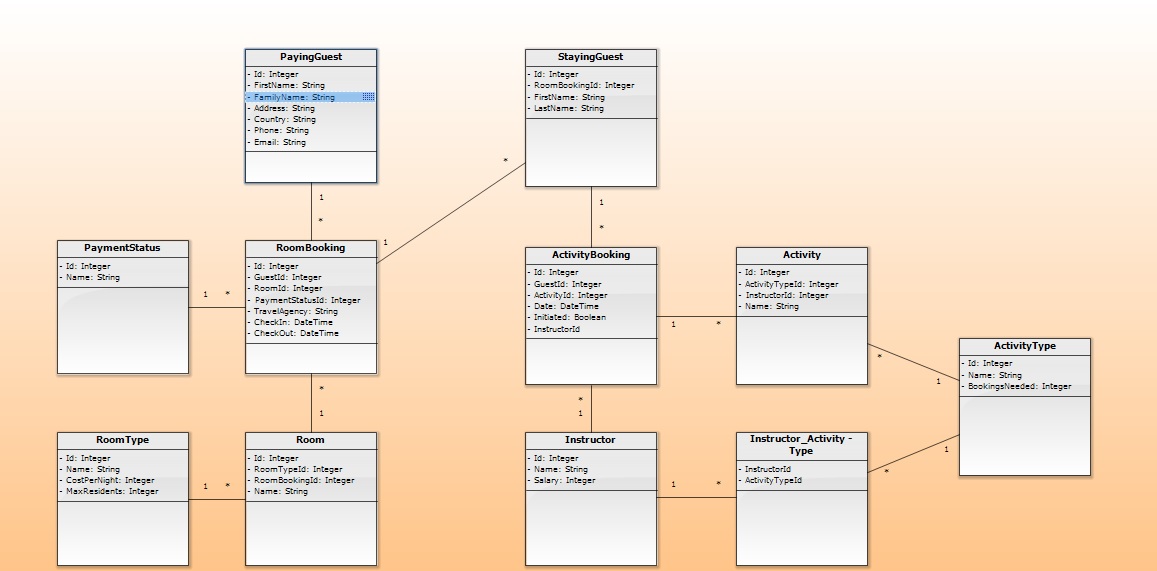 PayingGuest
- Id: Integer
- FirstName: String
- FamilyName: String
- Address: String
- Country: String
- Phone: String
- Email: String
StayingGuest
- Id: Integer
- RoomBookingId: Integer
- FirstName: String
- LastName: String
*
1
*
1
1
*
PaymentStatus
- Id: Integer
- Name: String
1 *
RoomBooking
- Id: Integer
- GuestId: Integer
- RoomId: Integer
- PaymentStatusId: Integer
- TravelAgency: String
- CheckIn: DateTime
- CheckOut: DateTime
ActivityBooking
- Id: Integer
- GuestId: Integer
- ActivityId: Integer
- Date: DateTime
- Initiated: Boolean
- InstructorId
1 *
Activity
- Id: Integer
- ActivityTypeId: Integer
- InstructorId: Integer
- Name: String
*
1
ActivityType
- Id: Integer
- Name: String
- BookingsNeeded: Integer
*
1
*
1
1
*
RoomType
- Id: Integer
- Name: String
- CostPerNight: Integer
- MaxResidents: Integer
1 *
Room
- Id: Integer
- RoomTypeId: Integer
- RoomBookingId: Integer
- Name: String
Instructor
- Id: Integer
- Name: String
- Salary: Integer
1 *
Instructor_Activity -
Type
- InstructorId
- ActivityTypeId